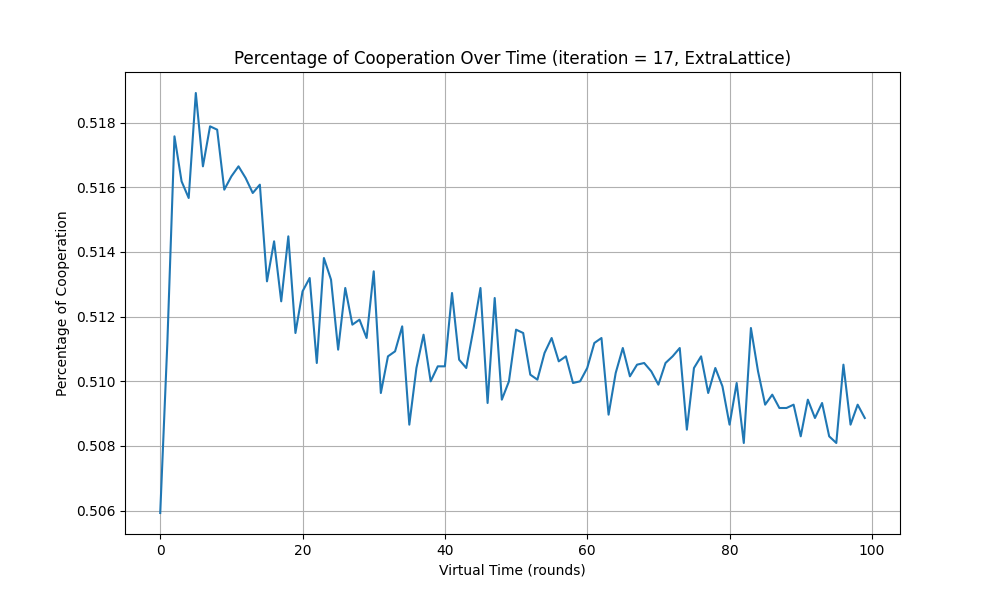 Percentage of Cooperation Over Time (iteration = 17, ExtraLattice)
Percentage of Cooperation
0.518
0.516
0.514
0.512
0.510
0.508
0.506
0 20 40 60 80 100
Virtual Time (rounds)